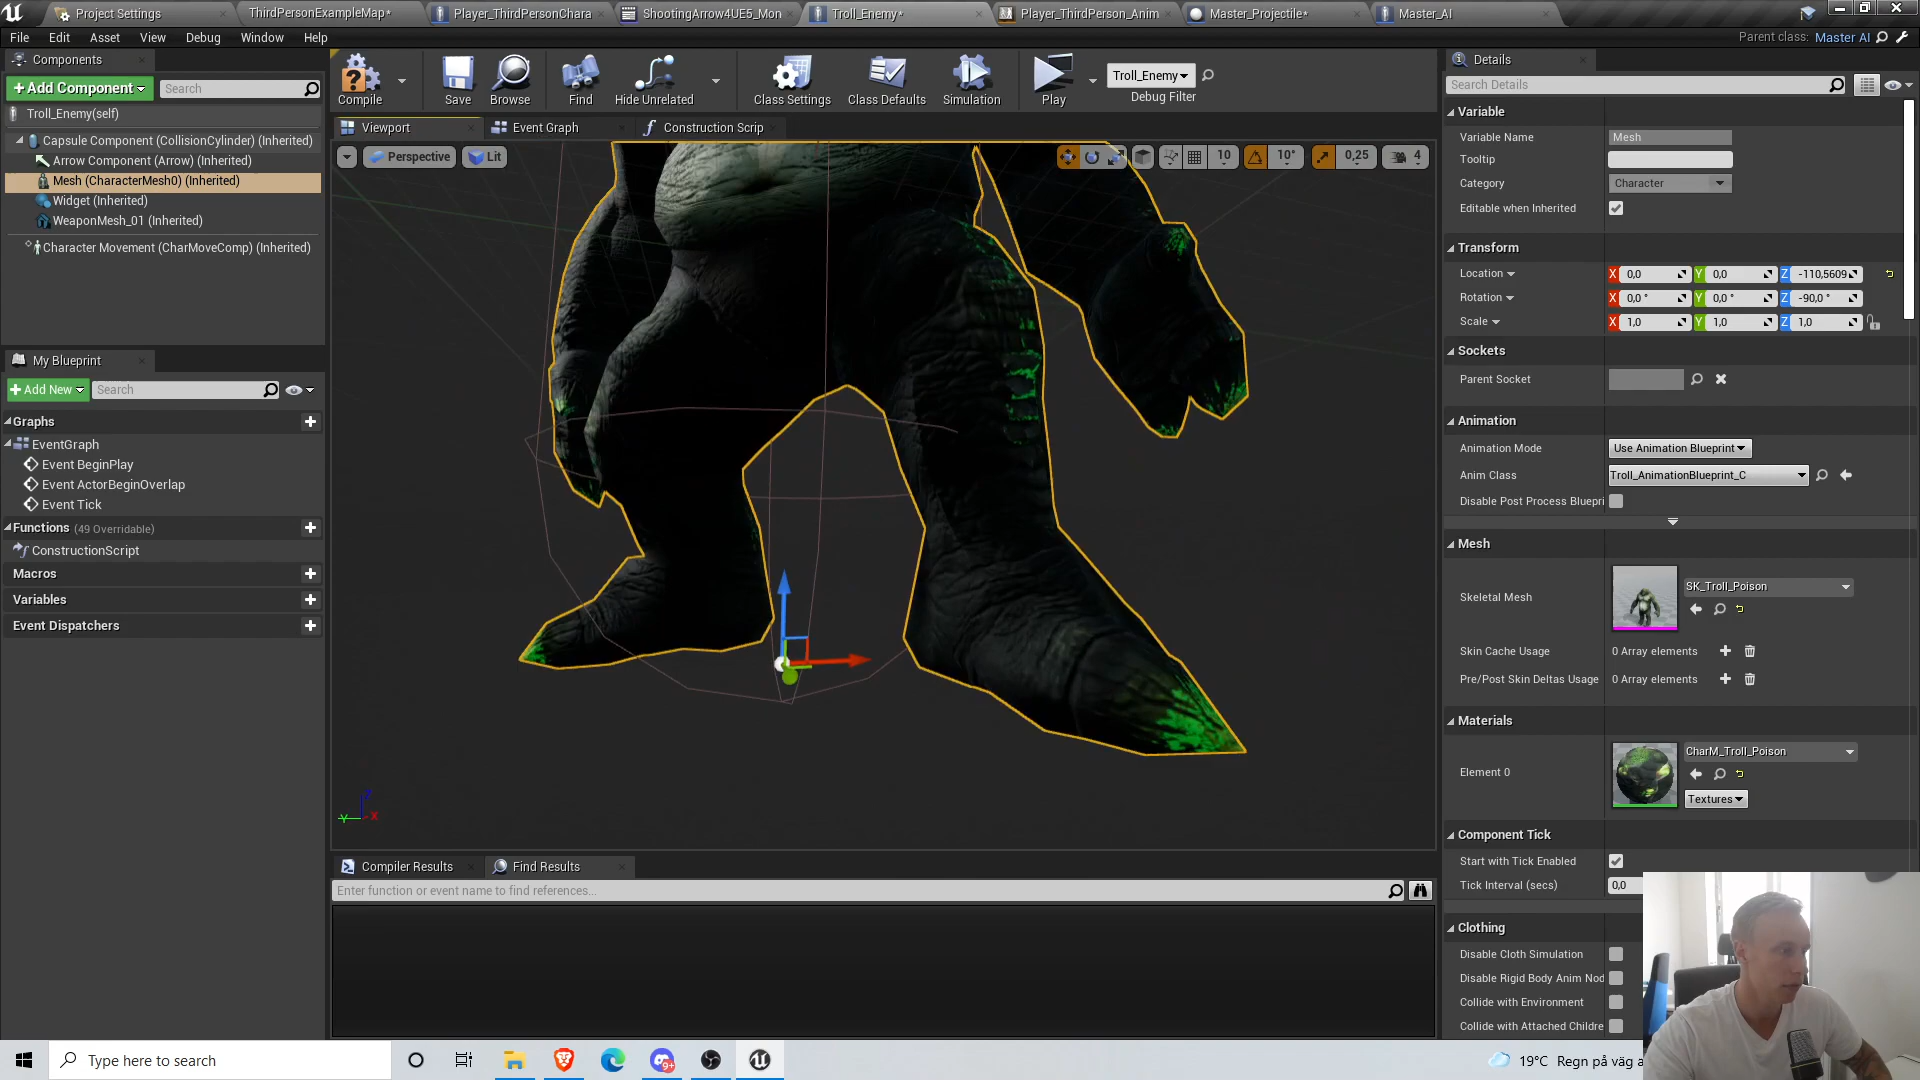 Project Settings
ThirdPersonExampleMap*
Player_ThirdPersonChara
ShootingArrow4UE5_Mon
Troll_Enemy*
Player_ThirdPerson_Anim
Master_Projectile*
Master_AI
File Edit Asset View Debug Window Help
Parent class: Master AI
Components
+Add Component
Search
Troll_Enemy(self)
Capsule Component (CollisionCylinder) (Inherited)
Arrow Component (Arrow) (Inherited)
Mesh (CharacterMesh0) (Inherited)
Widget (Inherited)
WeaponMesh_01 (Inherited)
Character Movement (CharMoveComp) (Inherited)
My Blueprint
+Add New
Search
Graphs
EventGraph
Event BeginPlay
Event ActorBeginOverlap
Event Tick
Functions (49 Overridable)
ConstructionScript
Macros
Variables
Event Dispatchers
Compile
Save
Browse
Find
Hide Unrelated
Class Settings
Class Defaults
Simulation
Play
Troll_Enemy
Debug Filter
Viewport
Event Graph
Construction Scrip
Perspective
Lit
10
10°
0,25
4
Compiler Results
Find Results
Enter function or event name to find references...
Details
Search Details
Variable
Variable Name Mesh
Tooltip
Category Character
Editable when Inherited
Transform
Location X 0,0 Y 0,0 Z -110,5609
Rotation X 0,0 ° Y 0,0 ° Z -90,0 °
Scale X 1,0 Y 1,0 Z 1,0
Sockets
Parent Socket
Animation
Animation Mode Use Animation Blueprint
Anim Class Troll_AnimationBlueprint_C
Disable Post Process Bluepri
Mesh
Skeletal Mesh SK_Troll_Poison
Skin Cache Usage 0 Array elements
Pre/Post Skin Deltas Usage 0 Array elements
Materials
Element 0 CharM_Troll_Poison
Textures
Component Tick
Start with Tick Enabled
Tick Interval (secs) 0,0
Clothing
Disable Cloth Simulation
Disable Rigid Body Anim Nod
Collide with Environment
Collide with Attached Childre
Type here to search
9+
19°C Regn på väg a